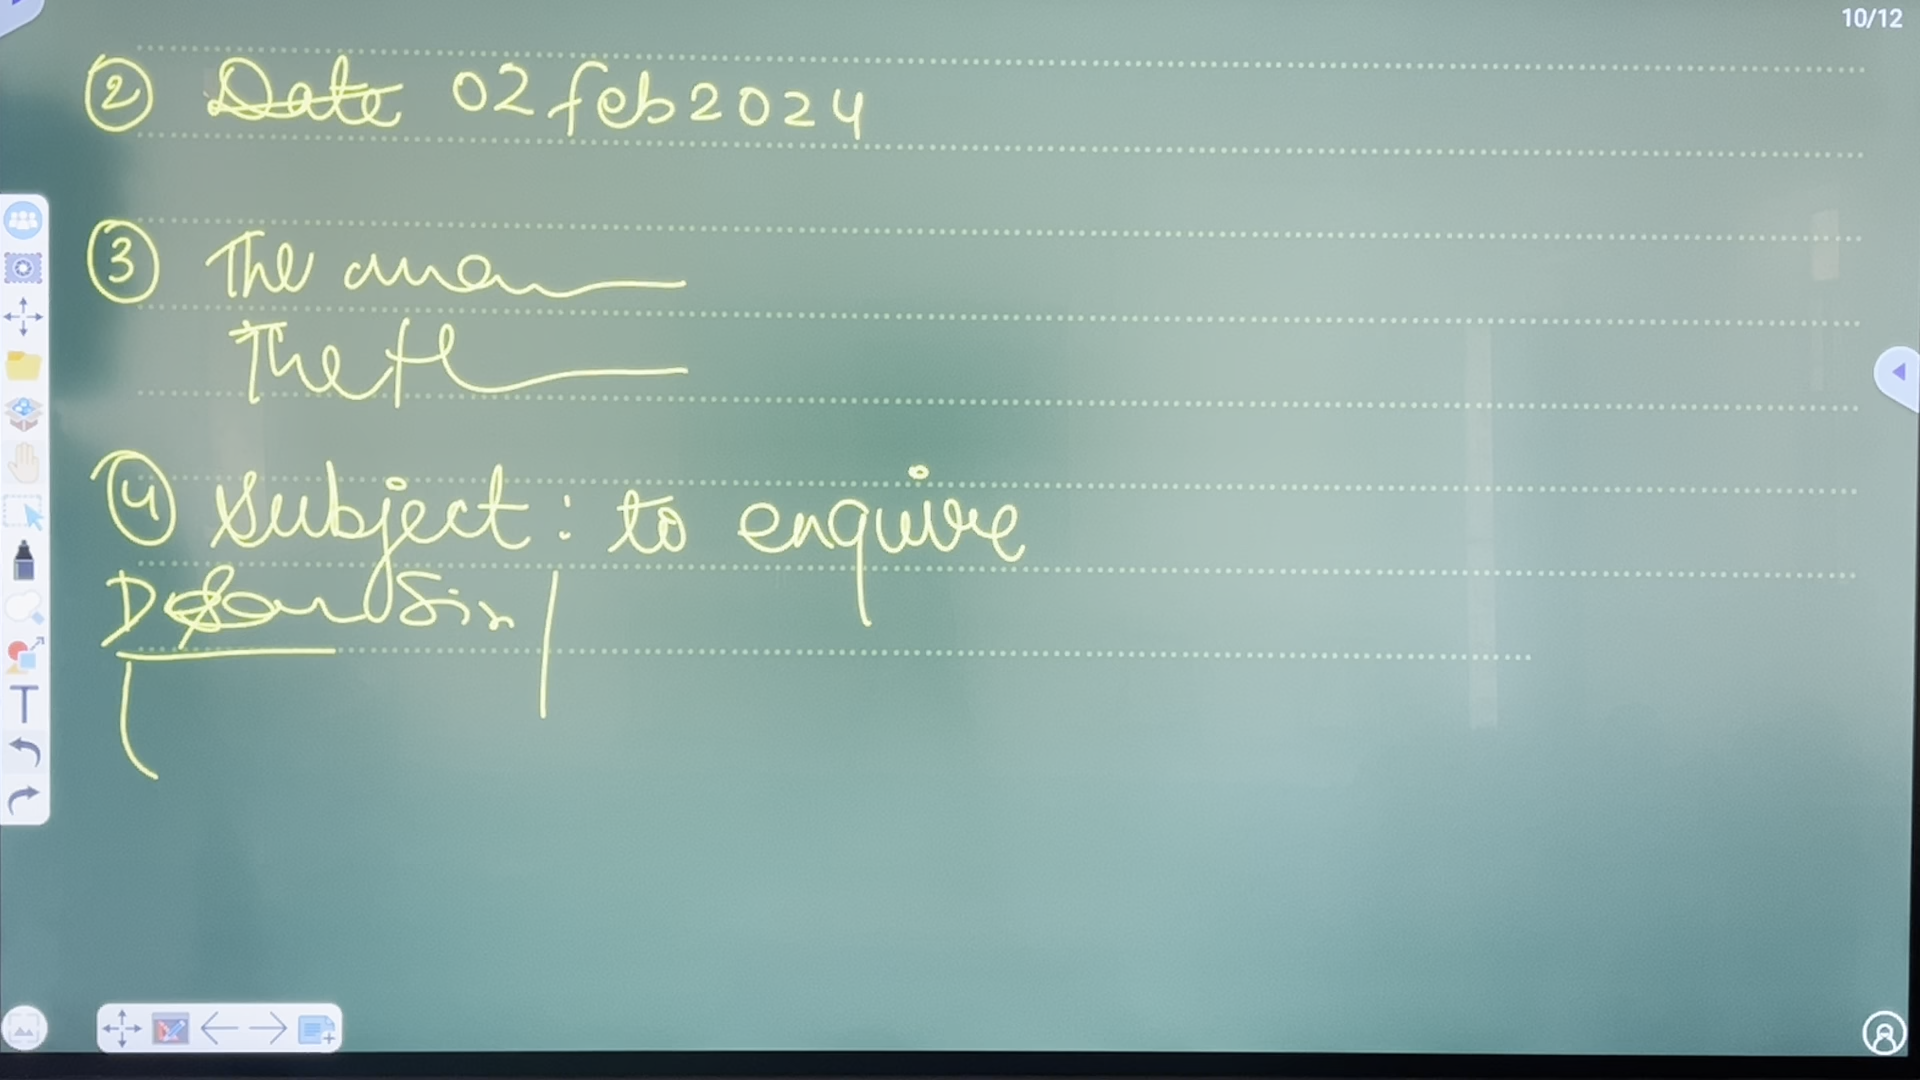 10/12
② Date 02 feb 2024
③ The
The
④ Subject: to enquire
Sir
T